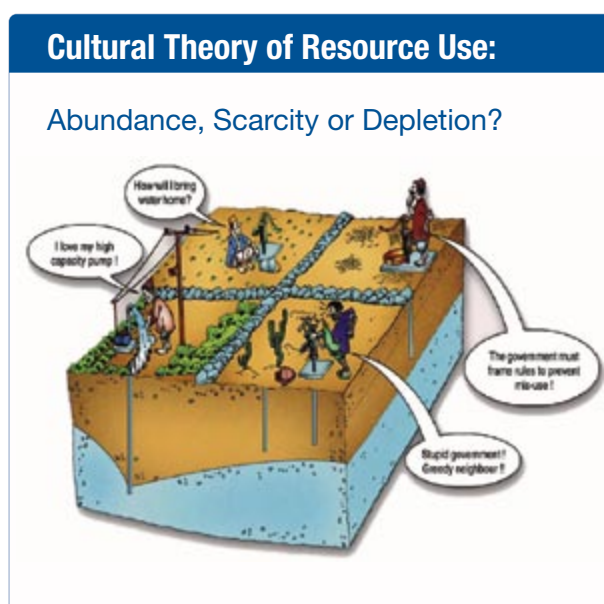 Cultural Theory of Resource Use:
Abundance, Scarcity or Depletion?
How will I bring
water home?
I love my high
capacity pump !
The government must
frame rules to prevent
mis-use !
Stupid government !
Greedy neighbour !!